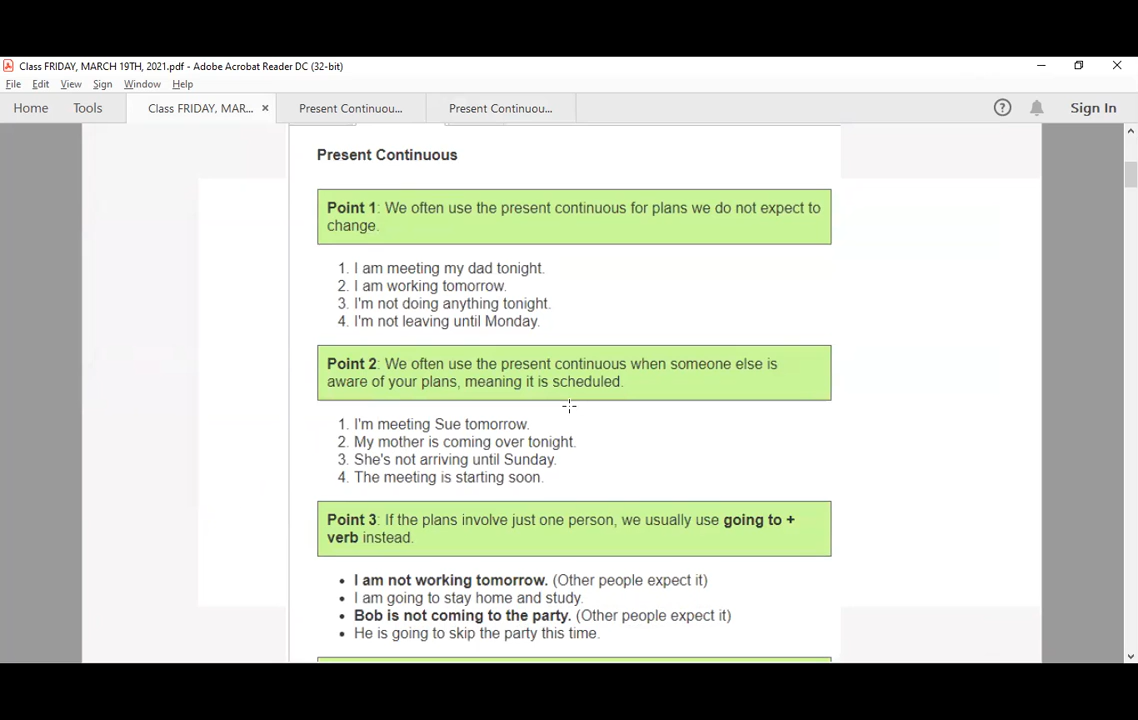 Class FRIDAY, MARCH 19TH, 2021.pdf - Adobe Acrobat Reader DC (32-bit)
File Edit View Sign Window Help
Home Tools Class FRIDAY, MAR... × Present Continuou... Present Continuou... Sign In
Present Continuous
Point 1: We often use the present continuous for plans we do not expect to
change.
1. I am meeting my dad tonight.
2. I am working tomorrow.
3. I'm not doing anything tonight.
4. I'm not leaving until Monday.
Point 2: We often use the present continuous when someone else is
aware of your plans, meaning it is scheduled.
1. I'm meeting Sue tomorrow.
2. My mother is coming over tonight.
3. She's not arriving until Sunday.
4. The meeting is starting soon.
Point 3: If the plans involve just one person, we usually use going to +
verb instead.
• I am not working tomorrow. (Other people expect it)
• I am going to stay home and study.
• Bob is not coming to the party. (Other people expect it)
• He is going to skip the party this time.